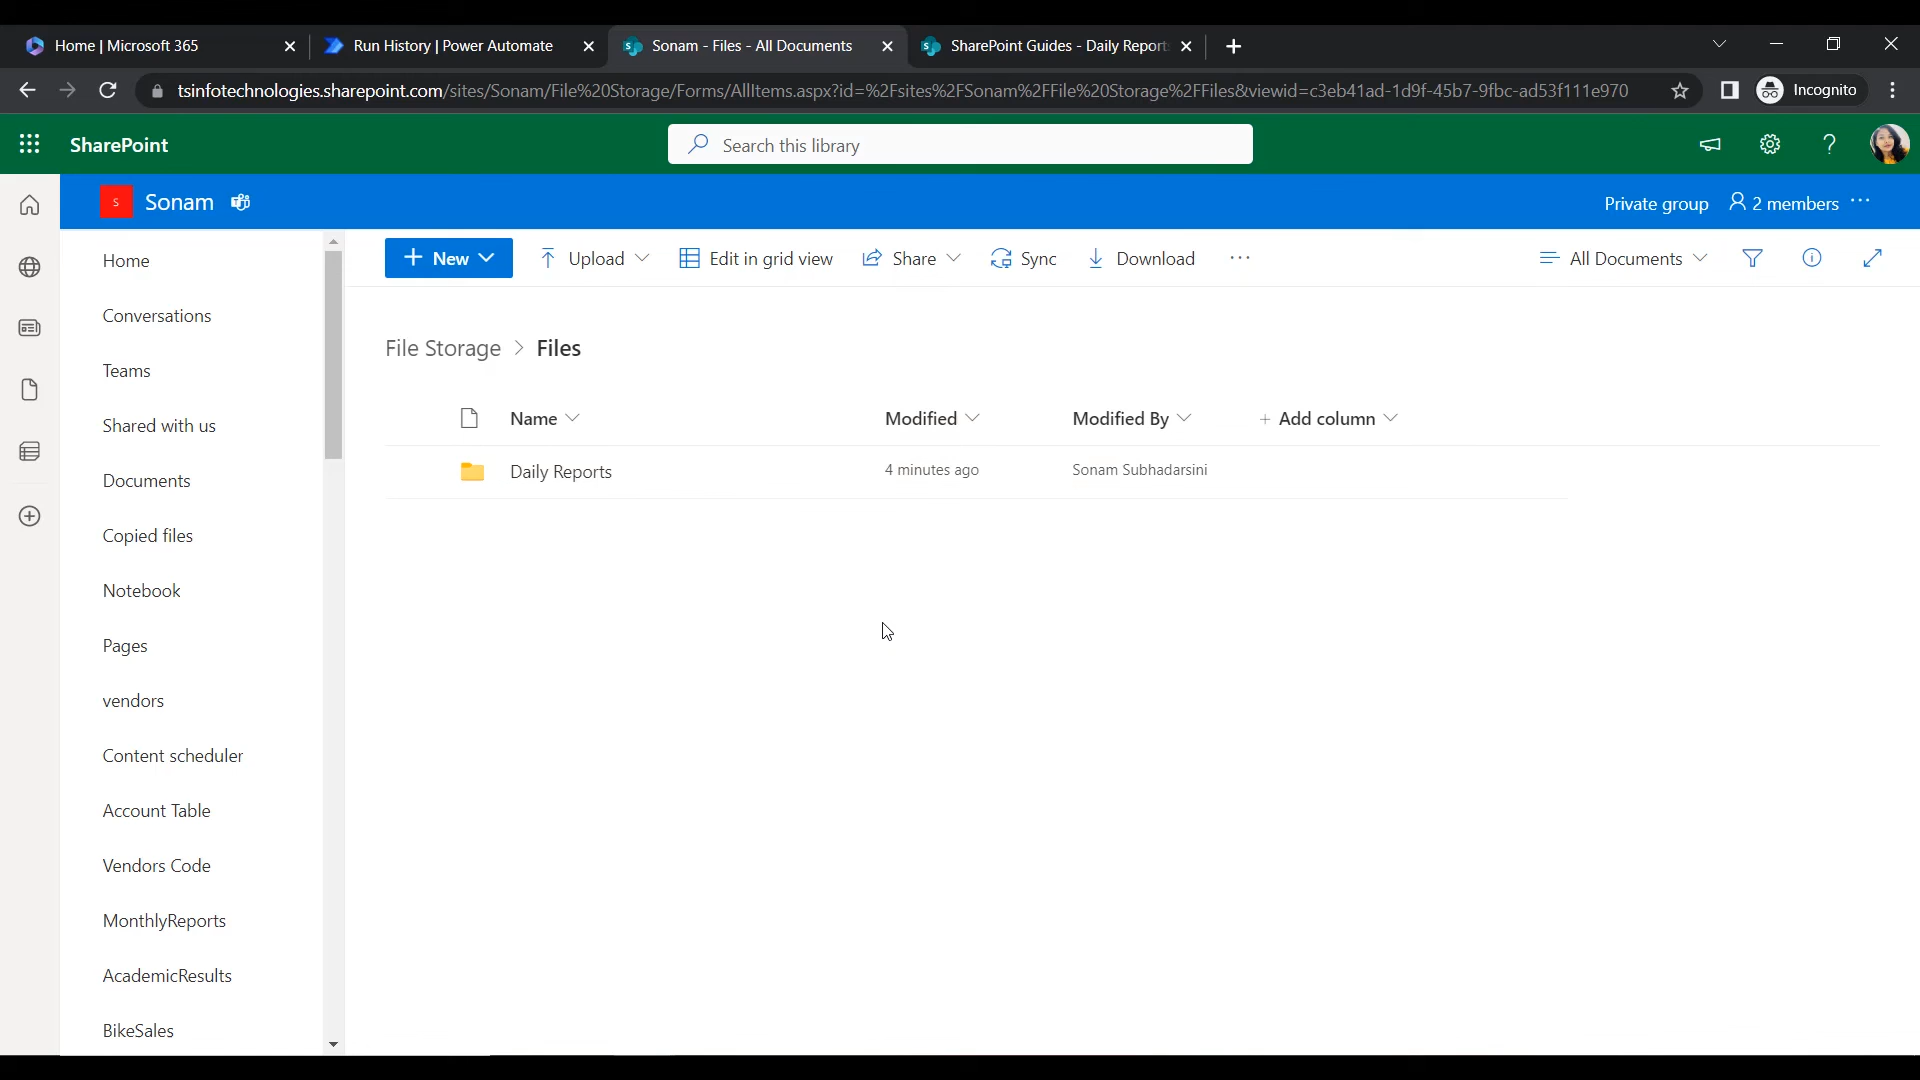 Home | Microsoft 365
Run History | Power Automate
Sonam - Files - All Documents
SharePoint Guides - Daily Report
tsinfotechnologies.sharepoint.com/sites/Sonam/File%20Storage/Forms/AllItems.aspx?id=%2Fsites%2FSonam%2FFile%20Storage%2FFiles&viewid=c3eb41ad-1d9f-45b7-9fbc-ad53f111e970
Incognito
SharePoint
Search this library
S
Sonam
Private group
2 members
New
Upload
Edit in grid view
Share
Sync
Download
All Documents
Home
Conversations
Teams
Shared with us
Documents
Copied files
Notebook
Pages
vendors
Content scheduler
Account Table
Vendors Code
MonthlyReports
AcademicResults
BikeSales
File Storage > Files
Name
Modified
Modified By
+ Add column
Daily Reports
4 minutes ago
Sonam Subhadarsini